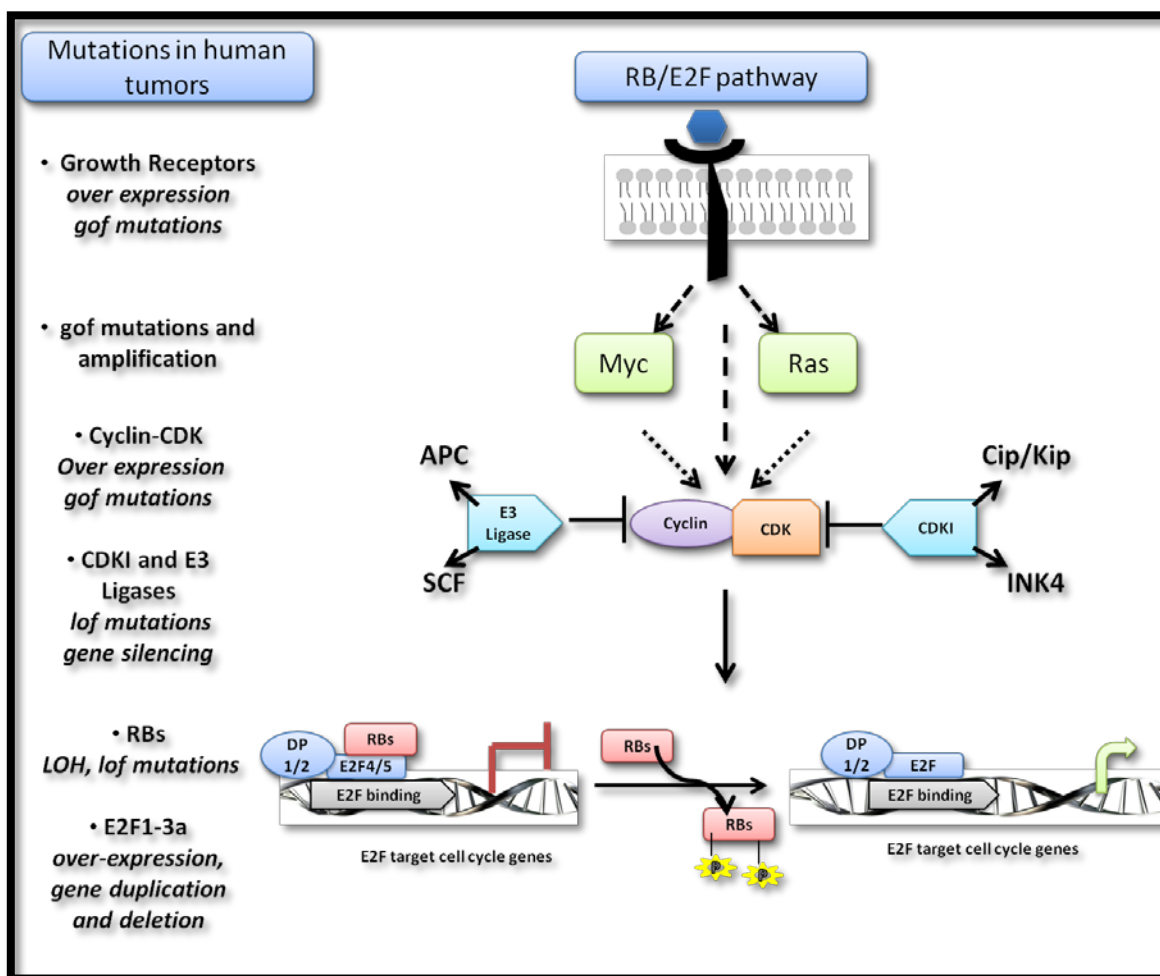 Mutations in human
tumors
• Growth Receptors
over expression
gof mutations
• gof mutations and
amplification
• Cyclin-CDK
Over expression
gof mutations
• CDKI and E3
Ligases
lof mutations
gene silencing
• RBs
LOH, lof mutations
• E2F1-3a
over-expression,
gene duplication
and deletion
RB/E2F pathway
Myc
Ras
APC
E3
Ligase
SCF
Cyclin
CDK
CDKI
Cip/Kip
INK4
DP
1/2
RBs
E2F4/5
E2F binding
E2F target cell cycle genes
RBs
RBs
P
P
DP
1/2
E2F
E2F binding
E2F target cell cycle genes